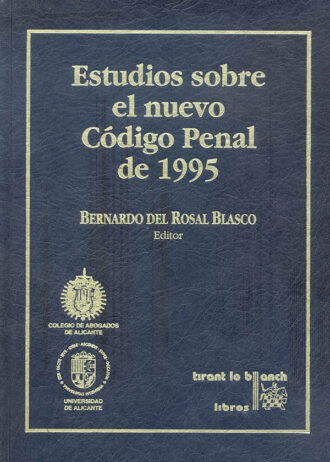 Estudios sobre
el nuevo
Código Penal
de 1995
BERNARDO DEL ROSAL BLASCO
Editor
COLEGIO DE ABOGADOS
DE ALICANTE
UNIVERSIDAD
DE ALICANTE
tirant lo blanch
libros